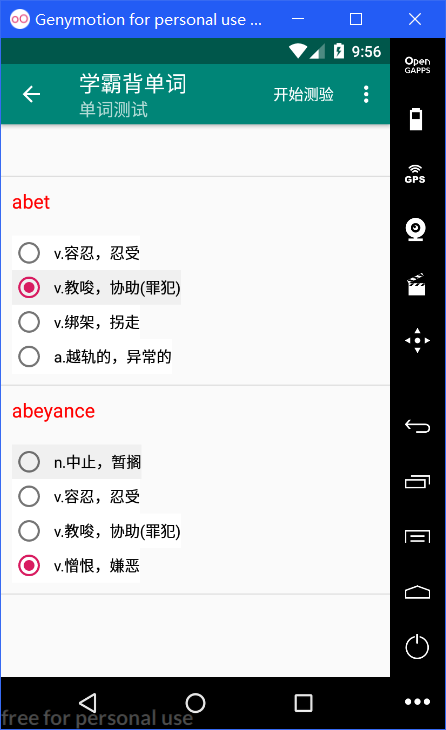 Genymotion for personal use ...
9:56
Open
GAPPS
学霸背单词
单词测试
开始测验
GPS
abet
v.容忍，忍受
v.教唆，协助(罪犯)
v.绑架，拐走
a.越轨的，异常的
abeyance
n.中止，暂搁
v.容忍，忍受
v.教唆，协助(罪犯)
v.憎恨，嫌恶
free for personal use